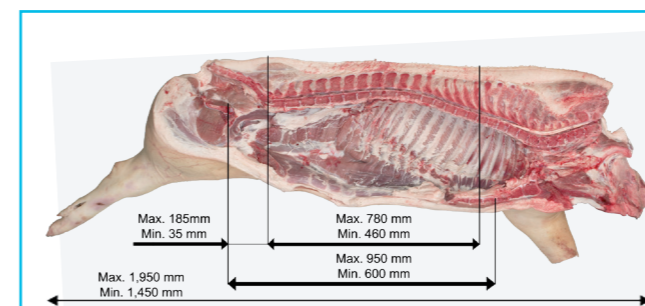 Max. 185mm
Min. 35 mm
Max. 780 mm
Min. 460 mm
Max. 950 mm
Min. 600 mm
Max. 1,950 mm
Min. 1,450 mm